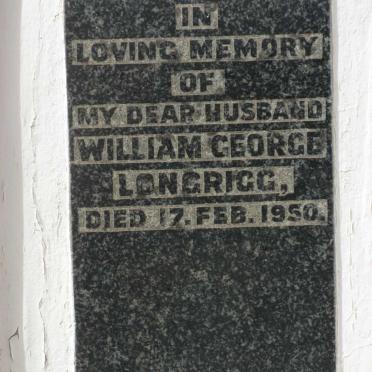 IN
LOVING MEMORY
OF
MY DEAR HUSBAND
WILLIAM GEORGE
LONGRIGG,
DIED 17. FEB. 1950.